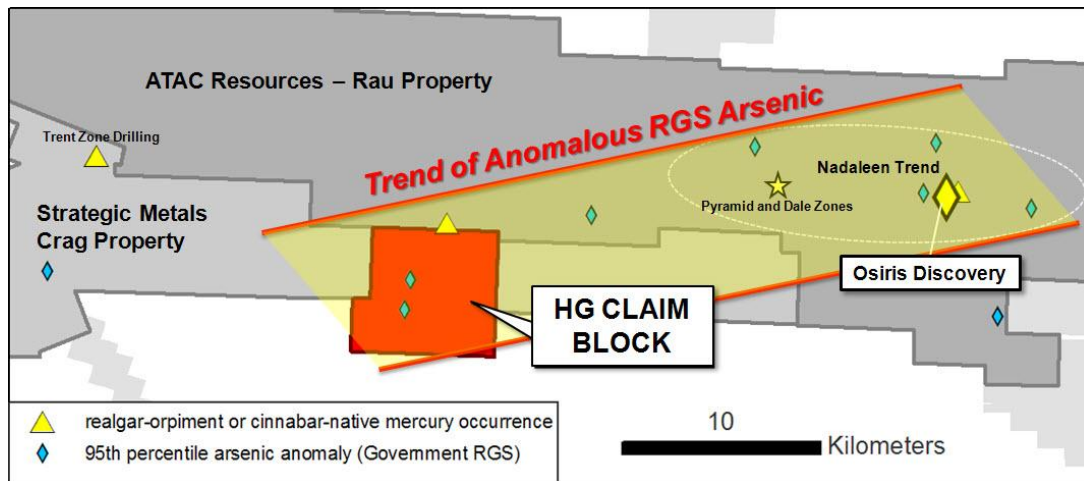 ATAC Resources – Rau Property
Trend of Anomalous RGS Arsenic
Trent Zone Drilling
Nadaleen Trend
Pyramid and Dale Zones
Strategic Metals
Crag Property
Osiris Discovery
HG CLAIM
BLOCK
realgar-orpiment or cinnabar-native mercury occurrence
95th percentile arsenic anomaly (Government RGS)
10
Kilometers